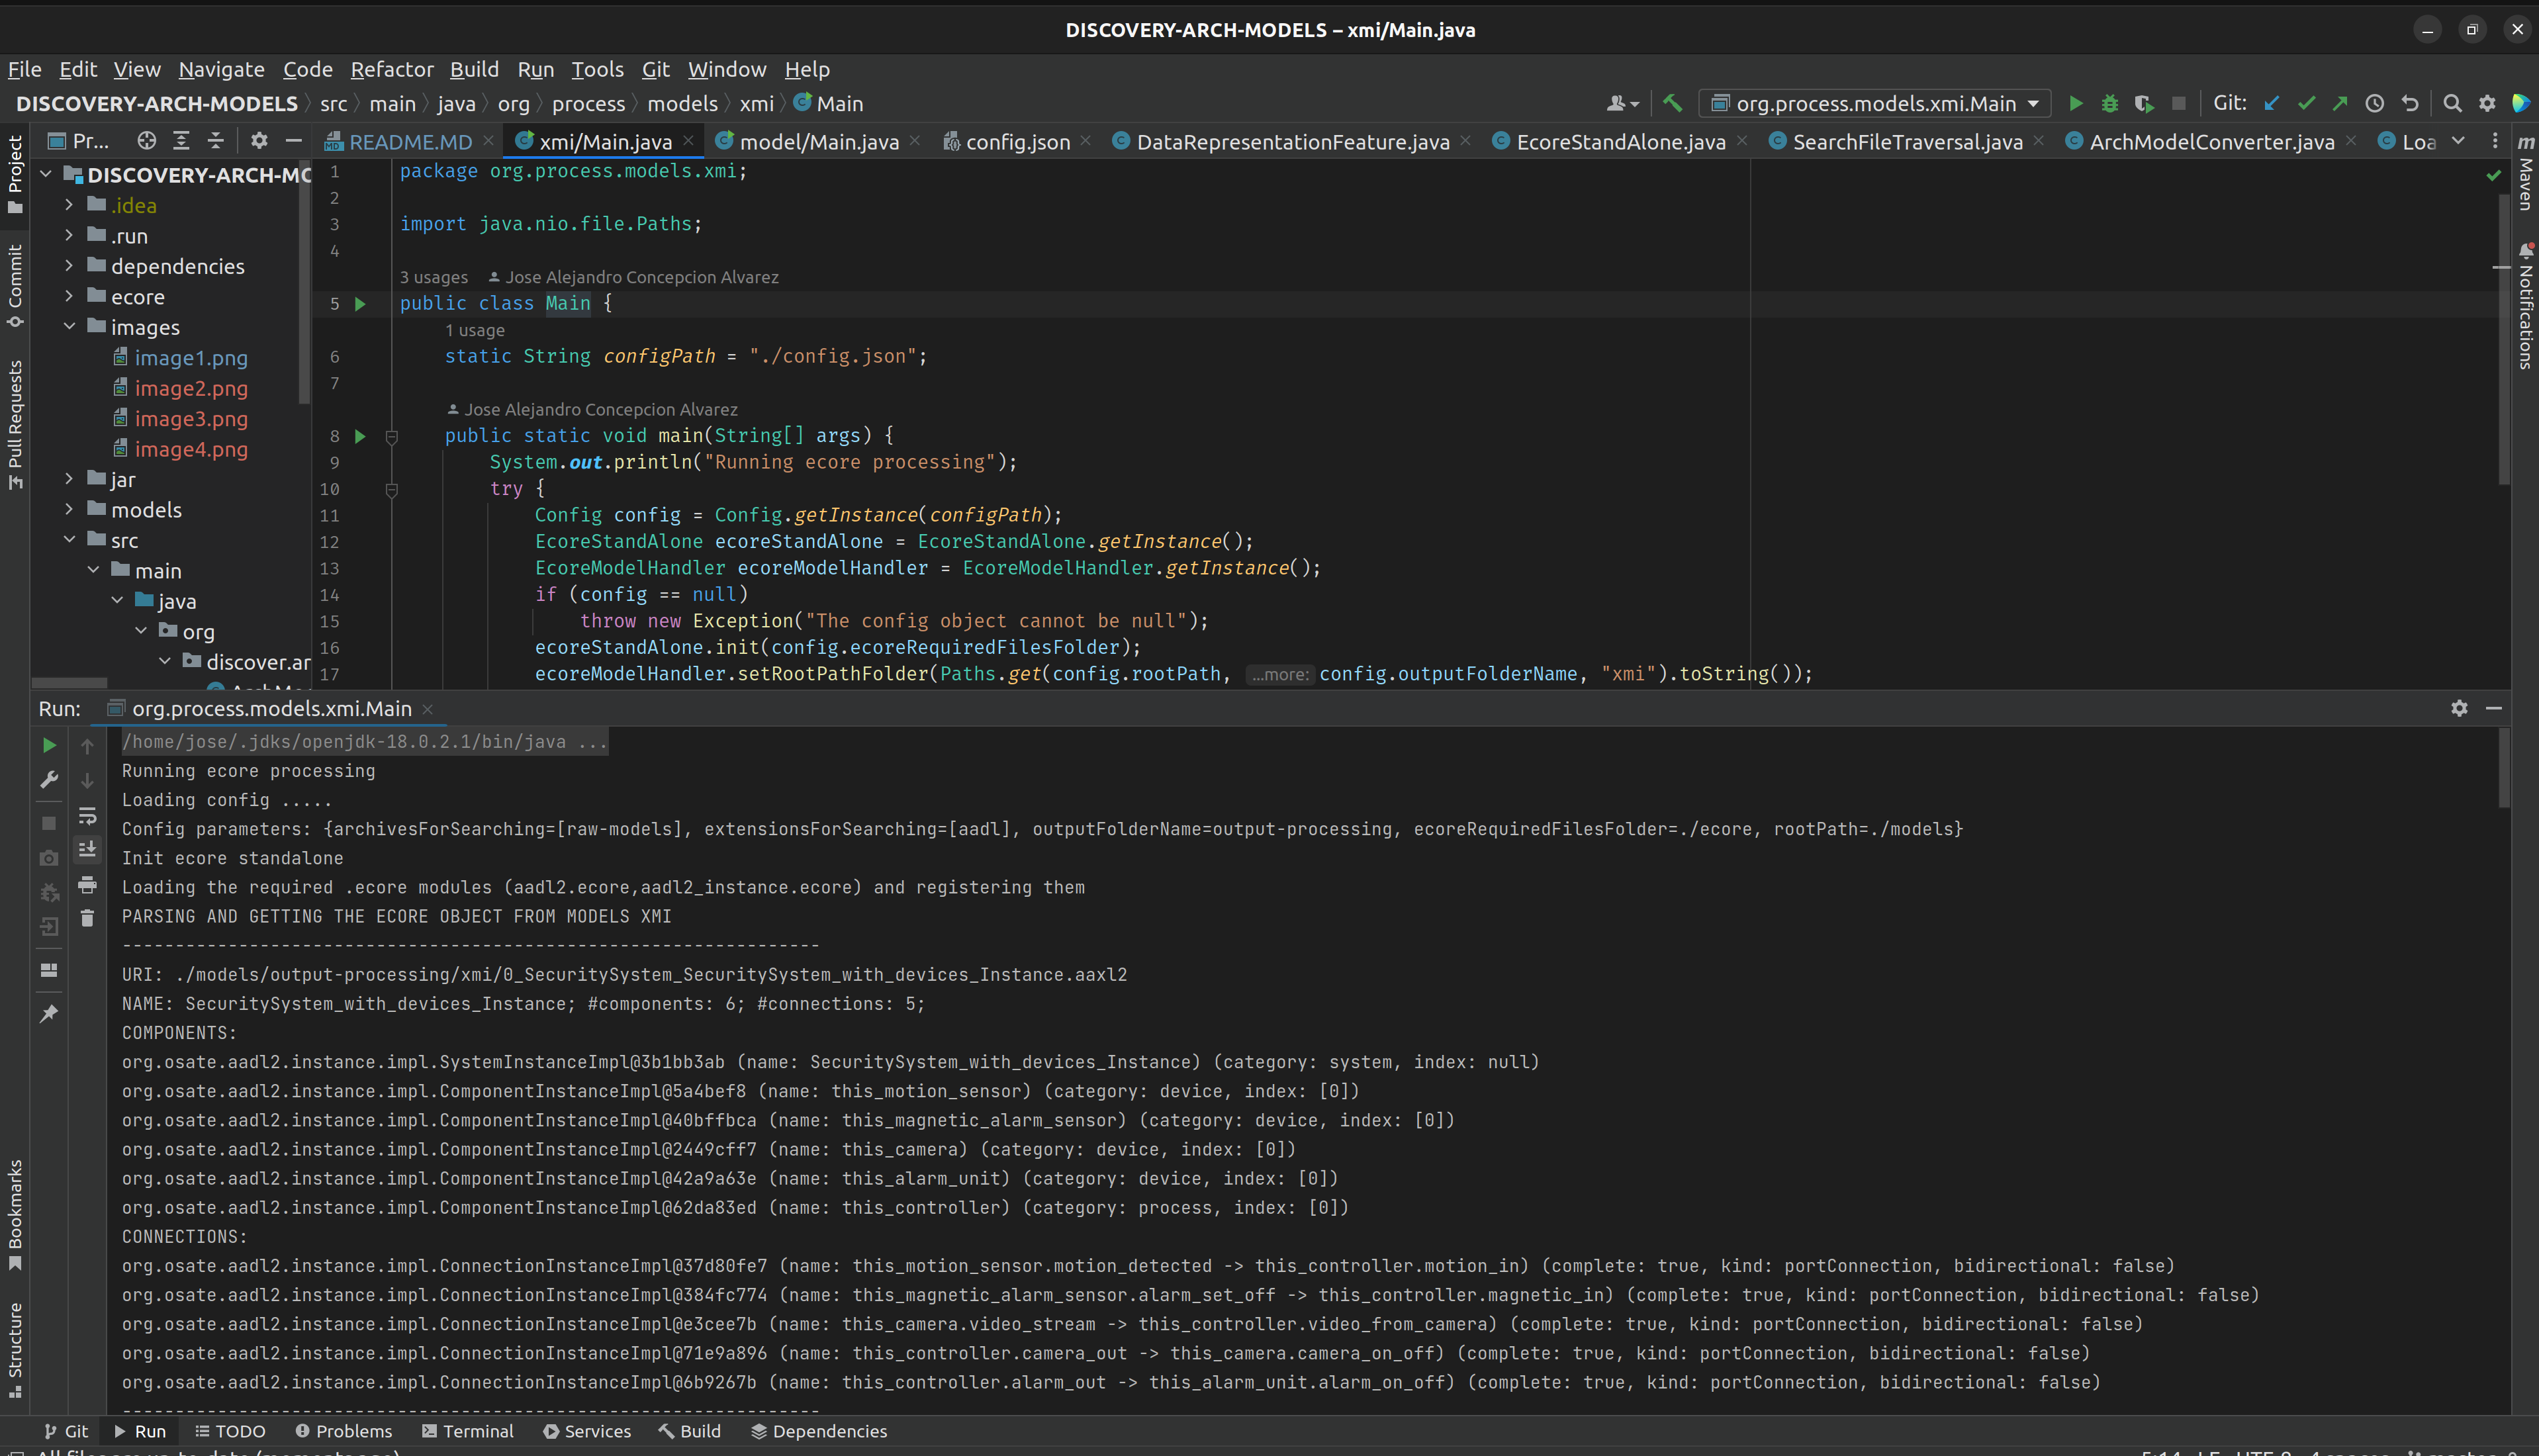 DISCOVERY-ARCH-MODELS – xmi/Main.java
File Edit View Navigate Code Refactor Build Run Tools Git Window Help
DISCOVERY-ARCH-MODELS src main java org process models xmi Main org.process.models.xmi.Main Git:
Project Pr... README.MD xmi/Main.java model/Main.java config.json DataRepresentationFeature.java EcoreStandAlone.java SearchFileTraversal.java ArchModelConverter.java Loa
Commit
Pull Requests
Bookmarks
Structure
Maven
Notifications
DISCOVERY-ARCH-MO
.idea
.run
dependencies
ecore
images
image1.png
image2.png
image3.png
image4.png
jar
models
src
main
java
org
discover.ar
1 package org.process.models.xmi;
2
3 import java.nio.file.Paths;
4
3 usages Jose Alejandro Concepcion Alvarez
5 public class Main {
1 usage
6 static String configPath = "./config.json";
7
Jose Alejandro Concepcion Alvarez
8 public static void main(String[] args) {
9 System.out.println("Running ecore processing");
10 try {
11 Config config = Config.getInstance(configPath);
12 EcoreStandAlone ecoreStandAlone = EcoreStandAlone.getInstance();
13 EcoreModelHandler ecoreModelHandler = EcoreModelHandler.getInstance();
14 if (config == null)
15 throw new Exception("The config object cannot be null");
16 ecoreStandAlone.init(config.ecoreRequiredFilesFolder);
17 ecoreModelHandler.setRootPathFolder(Paths.get(config.rootPath, ...more: config.outputFolderName, "xmi").toString());
Run: org.process.models.xmi.Main
/home/jose/.jdks/openjdk-18.0.2.1/bin/java ...
Running ecore processing
Loading config .....
Config parameters: {archivesForSearching=[raw-models], extensionsForSearching=[aadl], outputFolderName=output-processing, ecoreRequiredFilesFolder=./ecore, rootPath=./models}
Init ecore standalone
Loading the required .ecore modules (aadl2.ecore,aadl2_instance.ecore) and registering them
PARSING AND GETTING THE ECORE OBJECT FROM MODELS XMI
------------------------------------------------------------------
URI: ./models/output-processing/xmi/0_SecuritySystem_SecuritySystem_with_devices_Instance.aaxl2
NAME: SecuritySystem_with_devices_Instance; #components: 6; #connections: 5;
COMPONENTS:
org.osate.aadl2.instance.impl.SystemInstanceImpl@3b1bb3ab (name: SecuritySystem_with_devices_Instance) (category: system, index: null)
org.osate.aadl2.instance.impl.ComponentInstanceImpl@5a4bef8 (name: this_motion_sensor) (category: device, index: [0])
org.osate.aadl2.instance.impl.ComponentInstanceImpl@40bffbca (name: this_magnetic_alarm_sensor) (category: device, index: [0])
org.osate.aadl2.instance.impl.ComponentInstanceImpl@2449cff7 (name: this_camera) (category: device, index: [0])
org.osate.aadl2.instance.impl.ComponentInstanceImpl@42a9a63e (name: this_alarm_unit) (category: device, index: [0])
org.osate.aadl2.instance.impl.ComponentInstanceImpl@62da83ed (name: this_controller) (category: process, index: [0])
CONNECTIONS:
org.osate.aadl2.instance.impl.ConnectionInstanceImpl@37d80fe7 (name: this_motion_sensor.motion_detected -> this_controller.motion_in) (complete: true, kind: portConnection, bidirectional: false)
org.osate.aadl2.instance.impl.ConnectionInstanceImpl@384fc774 (name: this_magnetic_alarm_sensor.alarm_set_off -> this_controller.magnetic_in) (complete: true, kind: portConnection, bidirectional: false)
org.osate.aadl2.instance.impl.ConnectionInstanceImpl@e3cee7b (name: this_camera.video_stream -> this_controller.video_from_camera) (complete: true, kind: portConnection, bidirectional: false)
org.osate.aadl2.instance.impl.ConnectionInstanceImpl@71e9a896 (name: this_controller.camera_out -> this_camera.camera_on_off) (complete: true, kind: portConnection, bidirectional: false)
org.osate.aadl2.instance.impl.ConnectionInstanceImpl@6b9267b (name: this_controller.alarm_out -> this_alarm_unit.alarm_on_off) (complete: true, kind: portConnection, bidirectional: false)
------------------------------------------------------------------
Git Run TODO Problems Terminal Services Build Dependencies